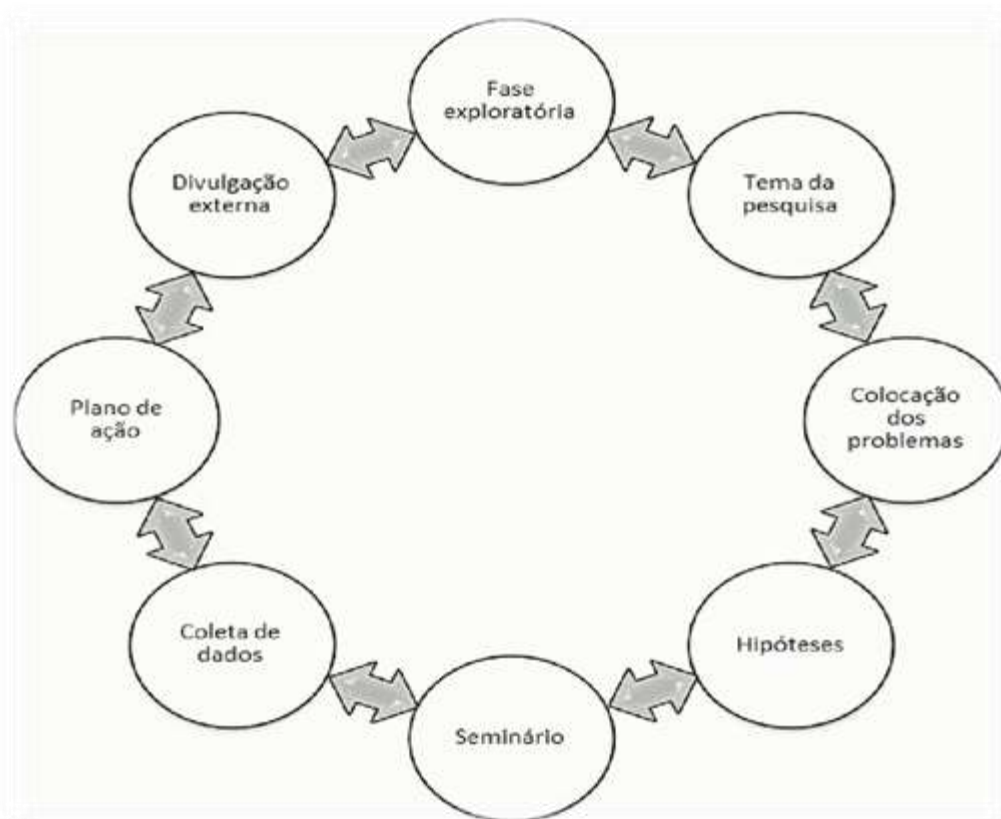 Fase
exploratória
Tema da
pesquisa
Colocação
dos
problemas
Hipóteses
Seminário
Coleta de
dados
Plano de
ação
Divulgação
externa